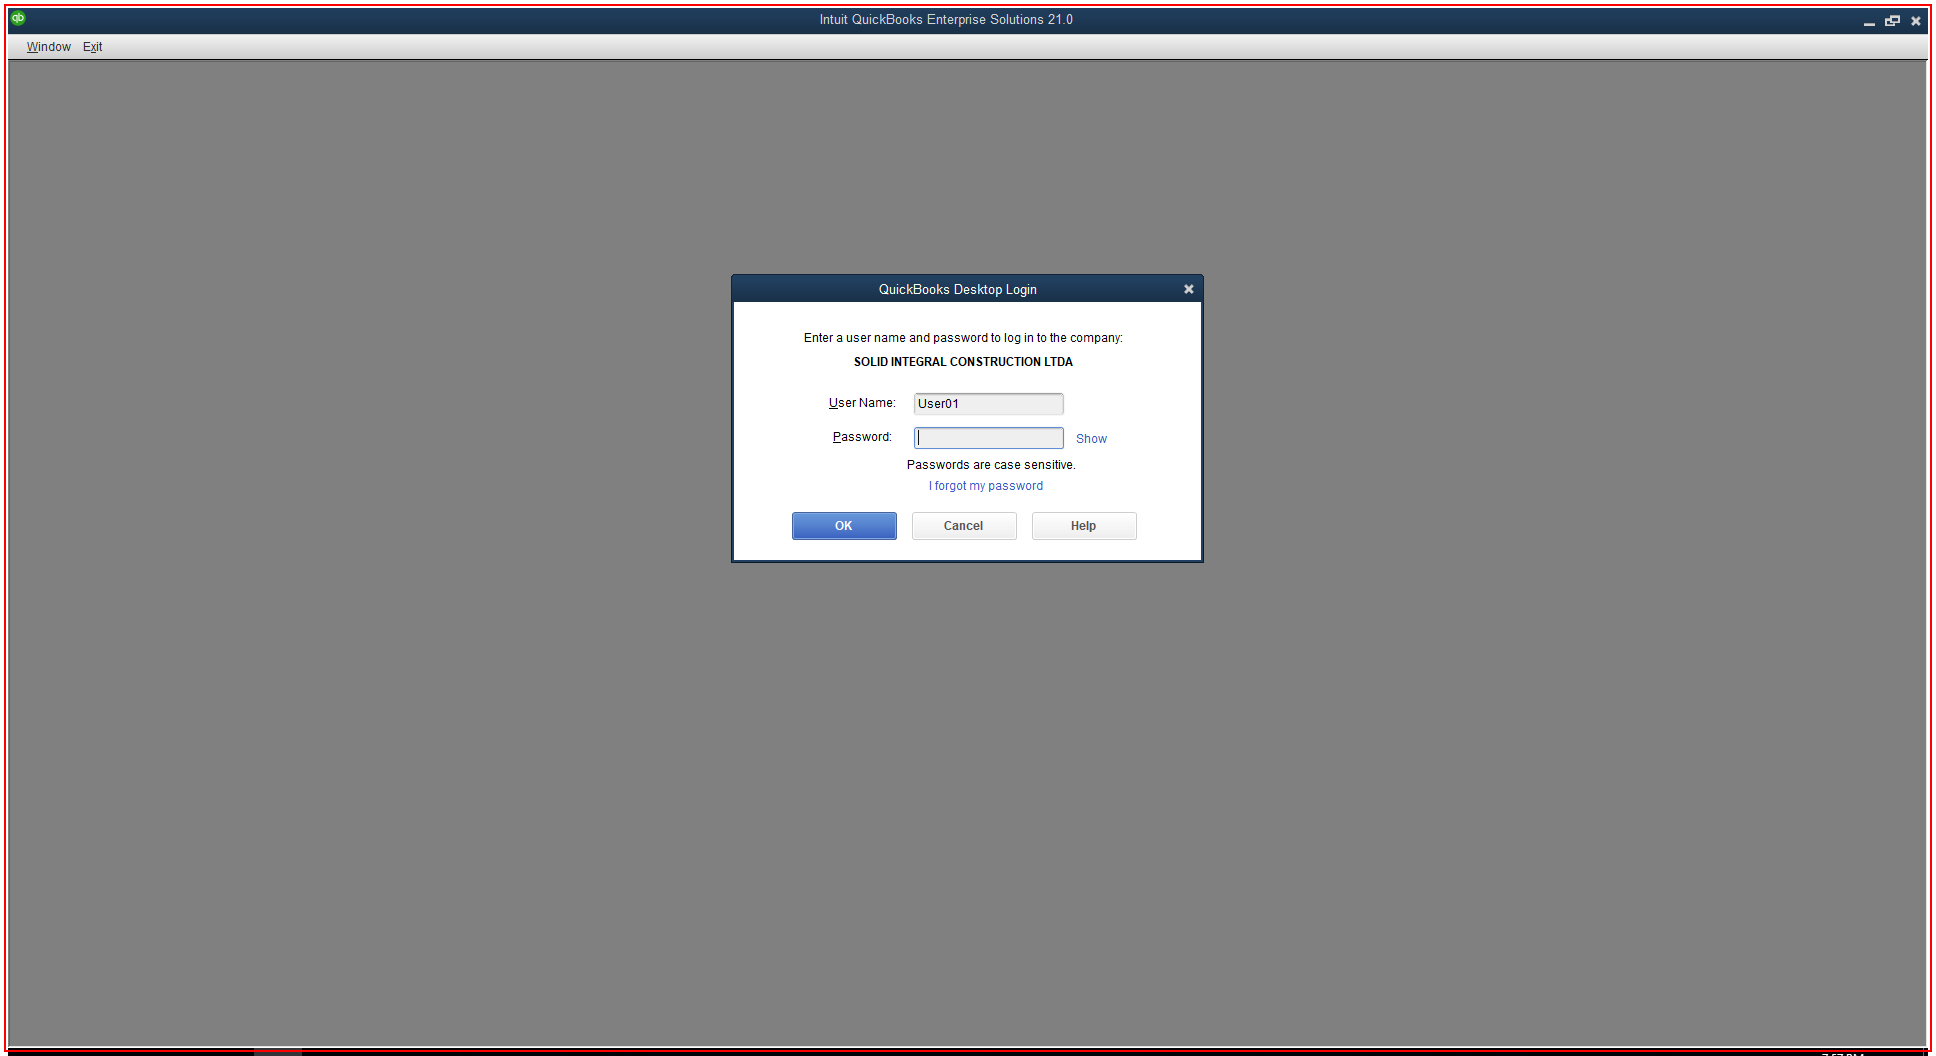 qb
Intuit QuickBooks Enterprise Solutions 21.0
Window Exit
QuickBooks Desktop Login
Enter a user name and password to log in to the company:
SOLID INTEGRAL CONSTRUCTION LTDA
User Name: User01
Password: Show
Passwords are case sensitive.
I forgot my password
OK Cancel Help